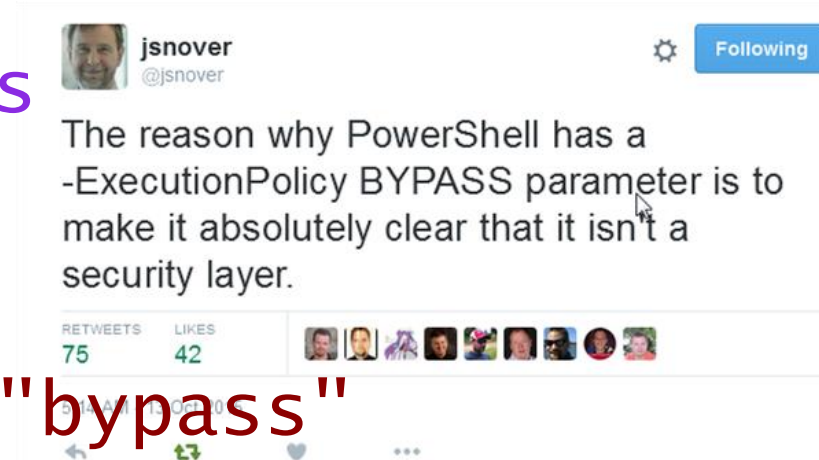 jsnover
@jsnover
Following
s
The reason why PowerShell has a
-ExecutionPolicy BYPASS parameter is to
make it absolutely clear that it isn't a
security layer.
RETWEETS LIKES
75 42
"bypass"